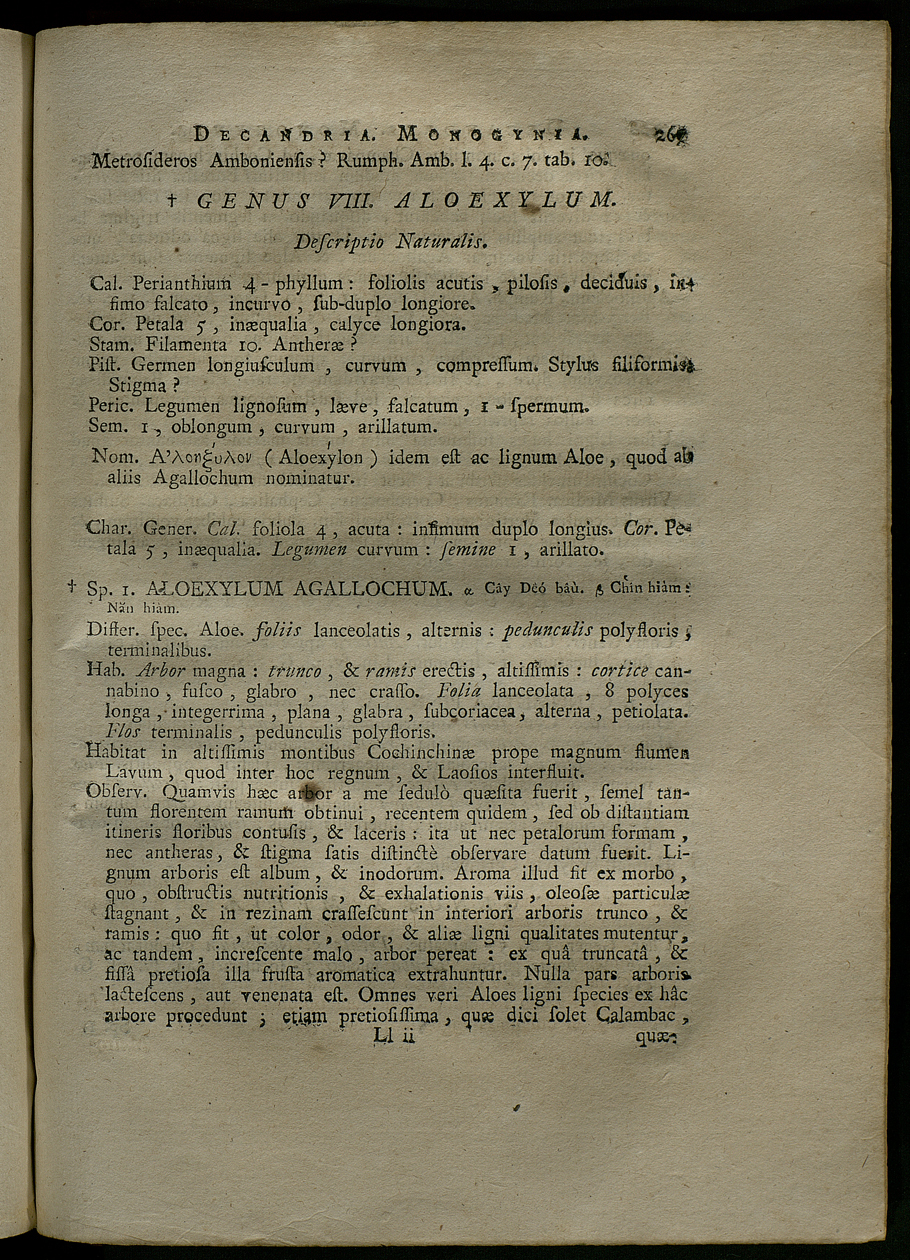 DECANDRIA. MONOGYNIA. 267
Metrosideros Amboniensis ? Rumph. Amb. l. 4. c. 7. tab. 10.
† GENUS VIII. ALOEXYLUM.
Descriptio Naturalis.
Cal. Perianthium 4-phyllum : foliolis acutis, pilosis, deciduis, in-
fimo falcato, incurvo, sub-duplo longiore.
Cor. Petala 5, inæqualia, calyce longiora.
Stam. Filamenta 10. Antheræ ?
Pist. Germen longiusculum, curvum, compressum. Stylus filiformis.
Stigma ?
Peric. Legumen lignosum, læve, falcatum, 1-spermum.
Sem. 1, oblongum, curvum, arillatum.
Nom. Α᾿λοηξύλον (Aloexýlon) idem est ac lignum Aloe, quod ab
aliis Agallochum nominatur.
Char. Gener. Cal. foliola 4, acuta : infimum duplo longius. Cor. Pe-
tala 5, inæqualia. Legumen curvum : semine 1, arillato.
† Sp. 1. ALOEXYLUM AGALLOCHUM. α Cây Deó bâù. β Chìn hiàm :
Nân hiam.
Differ. spec. Aloe. foliis lanceolatis, alternis : pedunculis polyfloris,
terminalibus.
Hab. Arbor magna : trunco, & ramis erectis, altissimis : cortice can-
nabino, fusco, glabro, nec crasso. Folia lanceolata, 8 polyces
longa, integerrima, plana, glabra, subcoriacea, alterna, petiolata.
Flos terminalis, pedunculis polyfloris.
Habitat in altissimis montibus Cochinchinæ prope magnum flumen
Lavum, quod inter hoc regnum, & Laosios interfluit.
Observ. Quamvis hæc arbor a me sedulò quæsita fuerit, semel tan-
tum florentem ramum obtinui, recentem quidem, sed ob distantiam
itineris floribus contusis, & laceris : ita ut nec petalorum formam,
nec antheras, & stigma satis distinctè observare datum fuerit. Li-
gnum arboris est album, & inodorum. Aroma illud fit ex morbo,
quo, obstructis nutritionis, & exhalationis viis, oleosæ particulæ
stagnant, & in rezinam crassescunt in interiori arboris trunco, &
ramis : quo fit, ut color, odor, & aliæ ligni qualitates mutentur,
ac tandem, increscente malo, arbor pereat : ex quâ truncatâ, &
fissâ pretiosa illa frusta aromatica extrahuntur. Nulla pars arboris
lactescens, aut venenata est. Omnes veri Aloes ligni species ex hâc
arbore procedunt ; etiam pretiosissima, quæ dici solet Calambac,
Ll ii quæ-